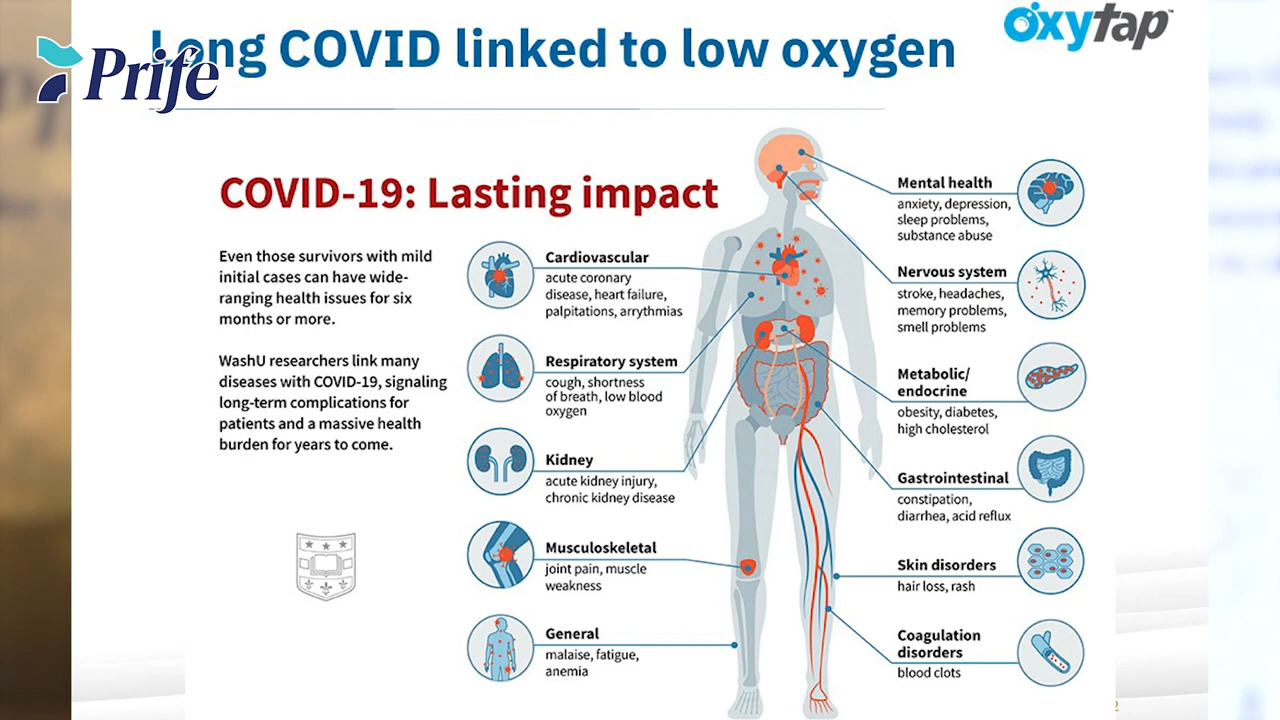 Long COVID linked to low oxygen
Prife
oxytap™
COVID-19: Lasting impact
Even those survivors with mild
initial cases can have wide-
ranging health issues for six
months or more.
WashU researchers link many
diseases with COVID-19, signaling
long-term complications for
patients and a massive health
burden for years to come.
Cardiovascular
acute coronary
disease, heart failure,
palpitations, arrythmias
Respiratory system
cough, shortness
of breath, low blood
oxygen
Kidney
acute kidney injury,
chronic kidney disease
Musculoskeletal
joint pain, muscle
weakness
General
malaise, fatigue,
anemia
Mental health
anxiety, depression,
sleep problems,
substance abuse
Nervous system
stroke, headaches,
memory problems,
smell problems
Metabolic/
endocrine
obesity, diabetes,
high cholesterol
Gastrointestinal
constipation,
diarrhea, acid reflux
Skin disorders
hair loss, rash
Coagulation
disorders
blood clots